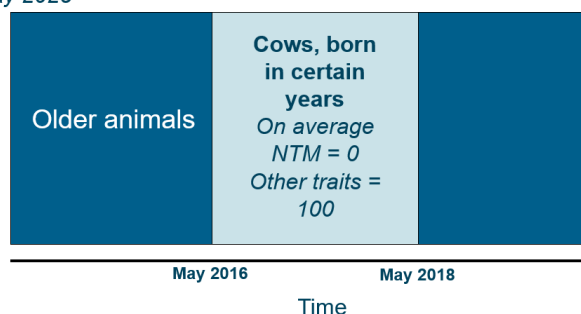 Older animals
Cows, born
in certain
years
On average
NTM = 0
Other traits =
100
May 2016
May 2018
Time